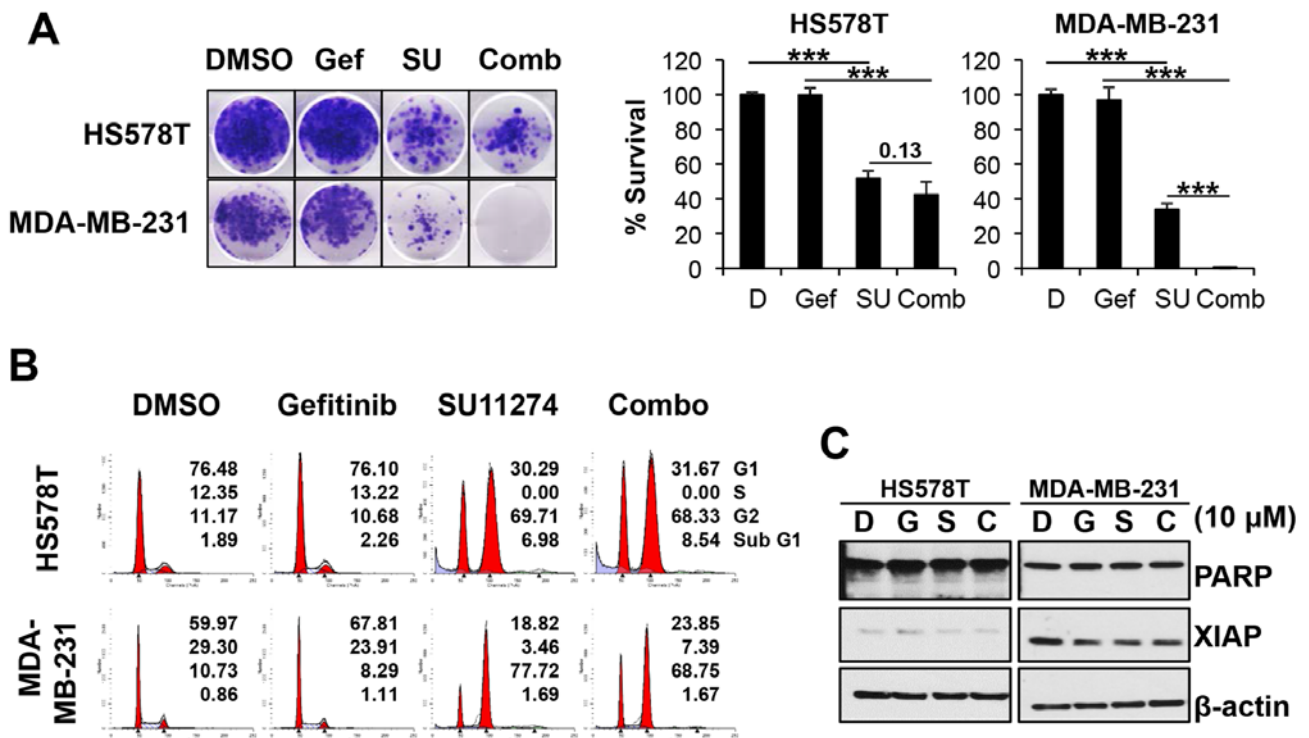 A
DMSO Gef SU Comb
HS578T
MDA-MB-231
HS578T
% Survival
120
100
80
60
40
20
0
***
***
0.13
D Gef SU Comb
MDA-MB-231
120
100
80
60
40
20
0
***
***
***
D Gef SU Comb
B
DMSO Gefitinib SU11274 Combo
HS578T
76.48
12.35
11.17
1.89
76.10
13.22
10.68
2.26
30.29
0.00
69.71
6.98
31.67 G1
0.00 S
68.33 G2
8.54 Sub G1
MDA-
MB-231
59.97
29.30
10.73
0.86
67.81
23.91
8.29
1.11
18.82
3.46
77.72
1.69
23.85
7.39
68.75
1.67
C
HS578T MDA-MB-231
D G S C D G S C (10 μM)
PARP
XIAP
β-actin